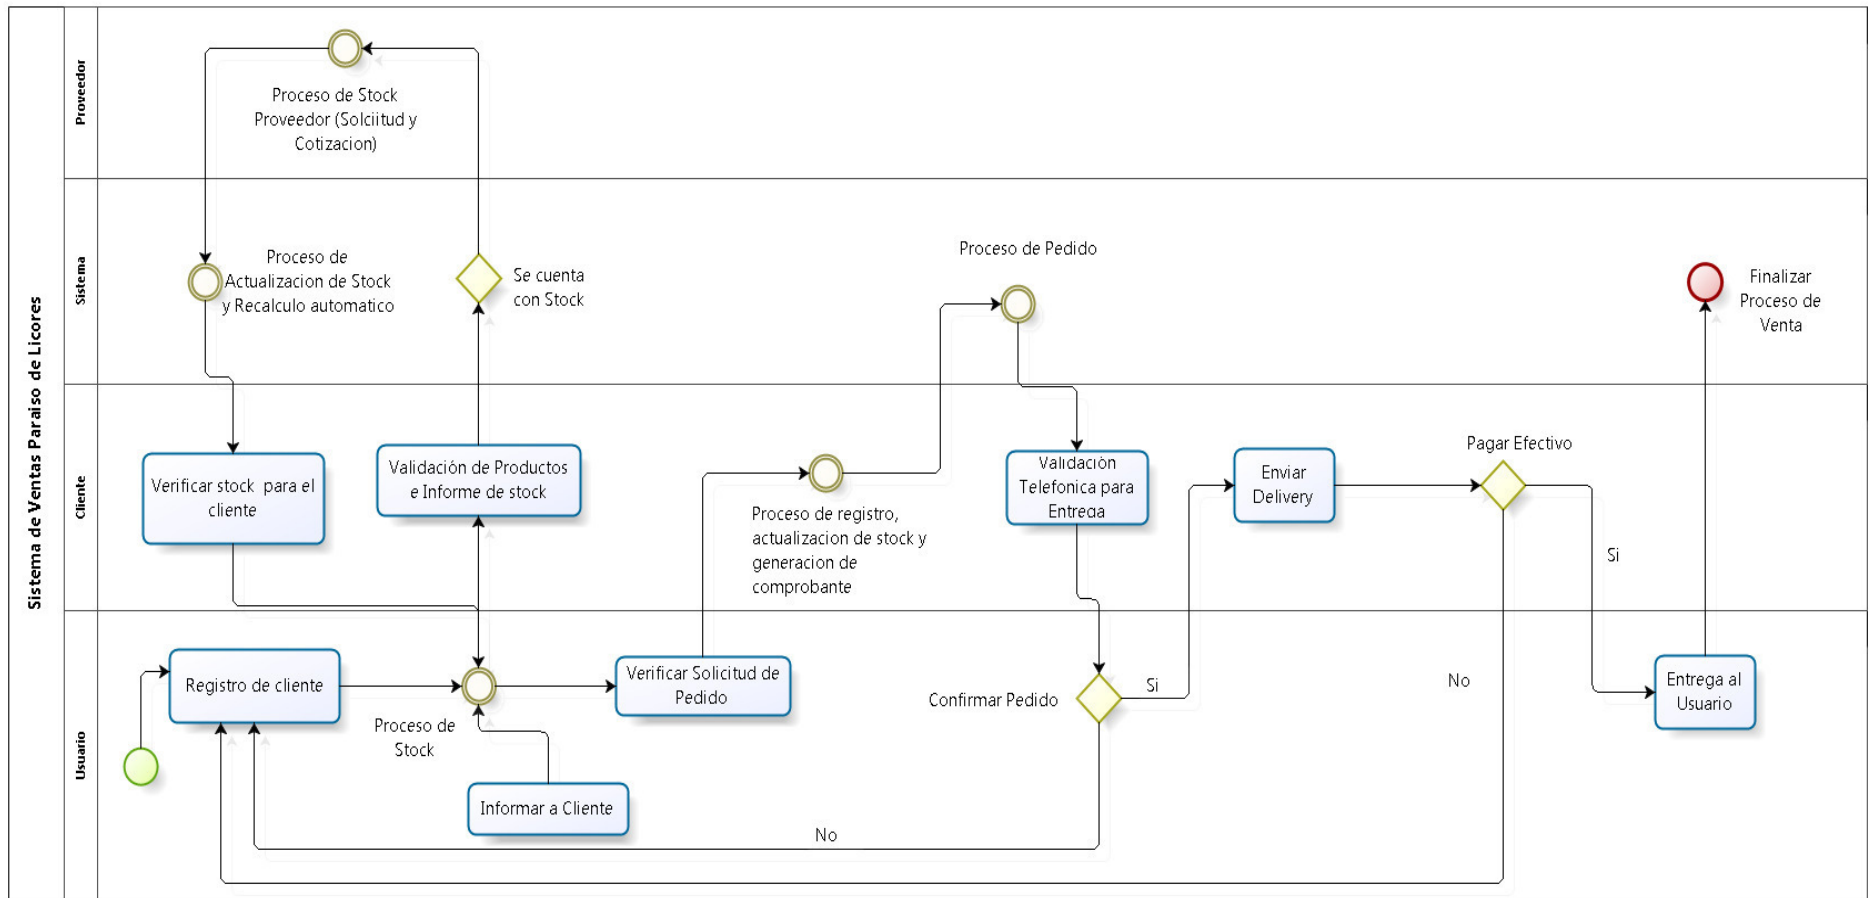 Sistema de Ventas Paraiso de Licores
Proveedor
Proceso de Stock
Proveedor (Solciitud y
Cotizacion)
Sistema
Proceso de
Actualizacion de Stock
y Recalculo automatico
Se cuenta
con Stock
Proceso de Pedido
Finalizar
Proceso de
Venta
Cliente
Verificar stock para el
cliente
Validación de Productos
e Informe de stock
Proceso de registro,
actualizacion de stock y
generacion de
comprobante
Validación
Telefonica para
Entrega
Enviar
Delivery
Pagar Efectivo
Si
Usuario
Registro de cliente
Proceso de
Stock
Verificar Solicitud de
Pedido
Informar a Cliente
Confirmar Pedido
Si
No
No
Entrega al
Usuario